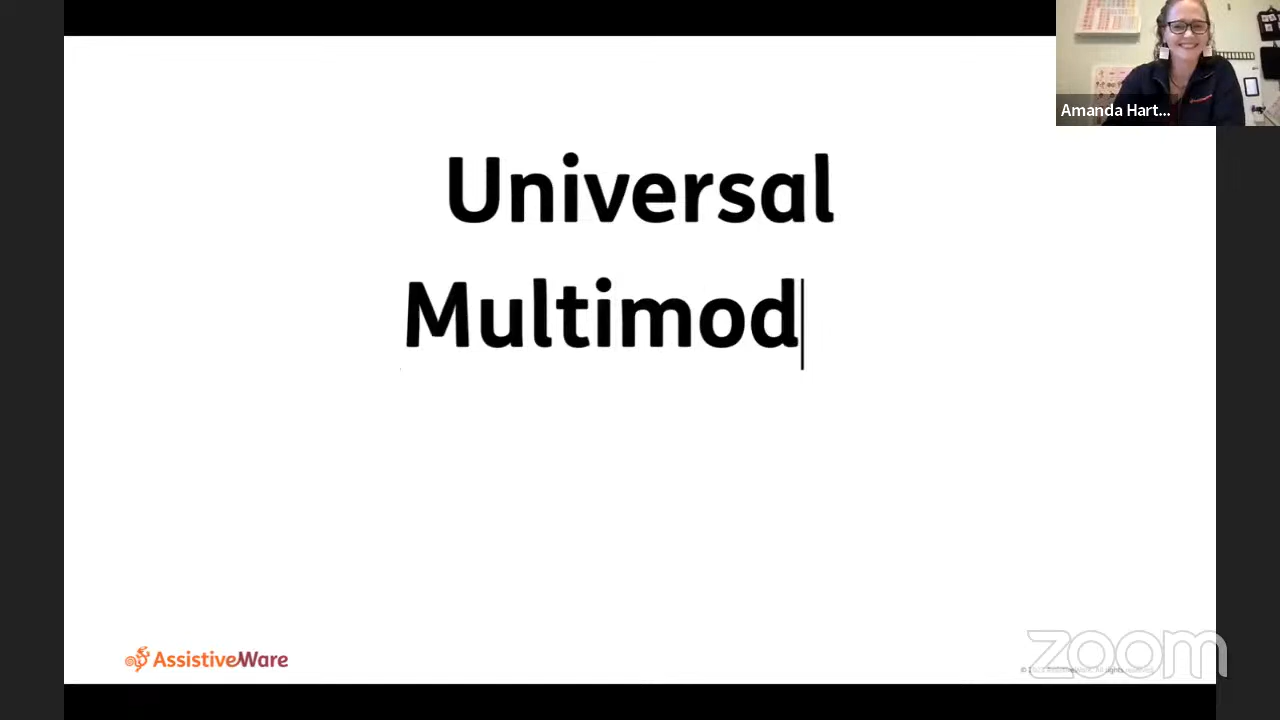 Amanda Hart...
Universal
Multimod
AssistiveWare
zoom